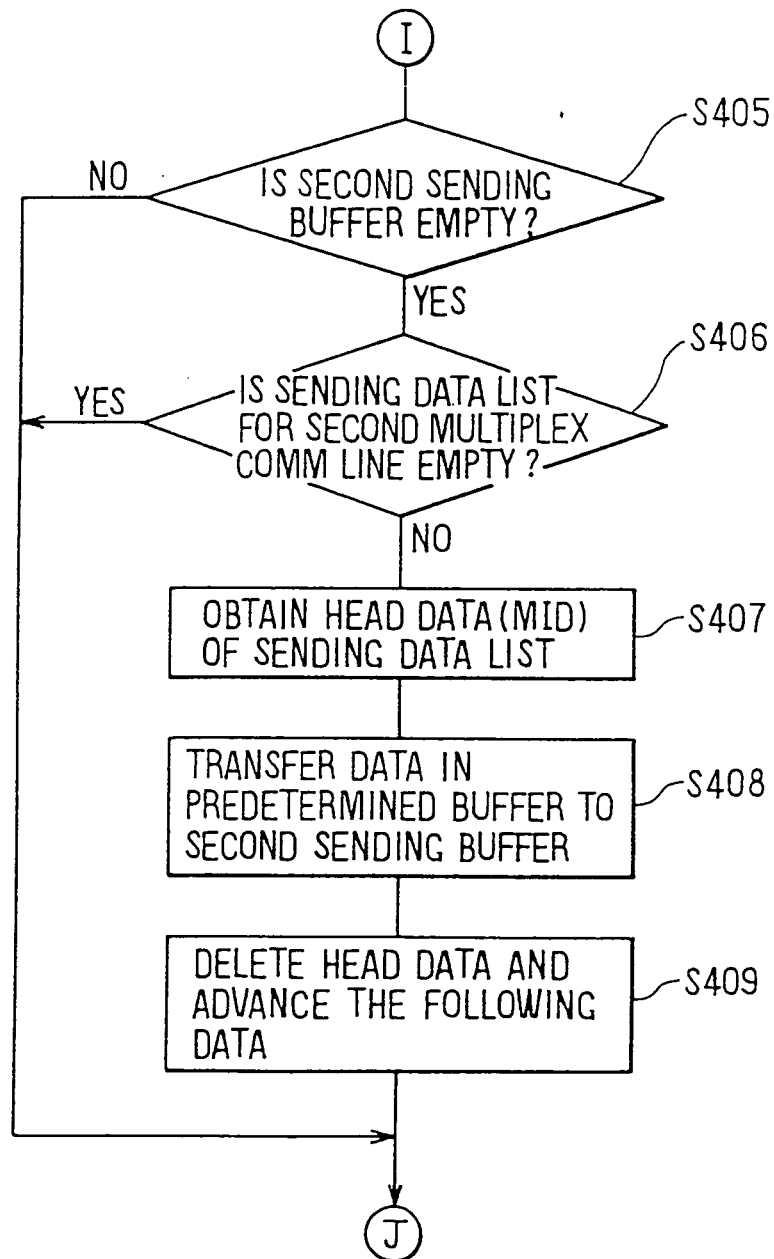 I
S405
NO
IS SECOND SENDING
BUFFER EMPTY?
YES
S406
YES
IS SENDING DATA LIST
FOR SECOND MULTIPLEX
COMM LINE EMPTY?
NO
OBTAIN HEAD DATA(MID)
OF SENDING DATA LIST
S407
TRANSFER DATA IN
PREDETERMINED BUFFER TO
SECOND SENDING BUFFER
S408
DELETE HEAD DATA AND
ADVANCE THE FOLLOWING
DATA
S409
J